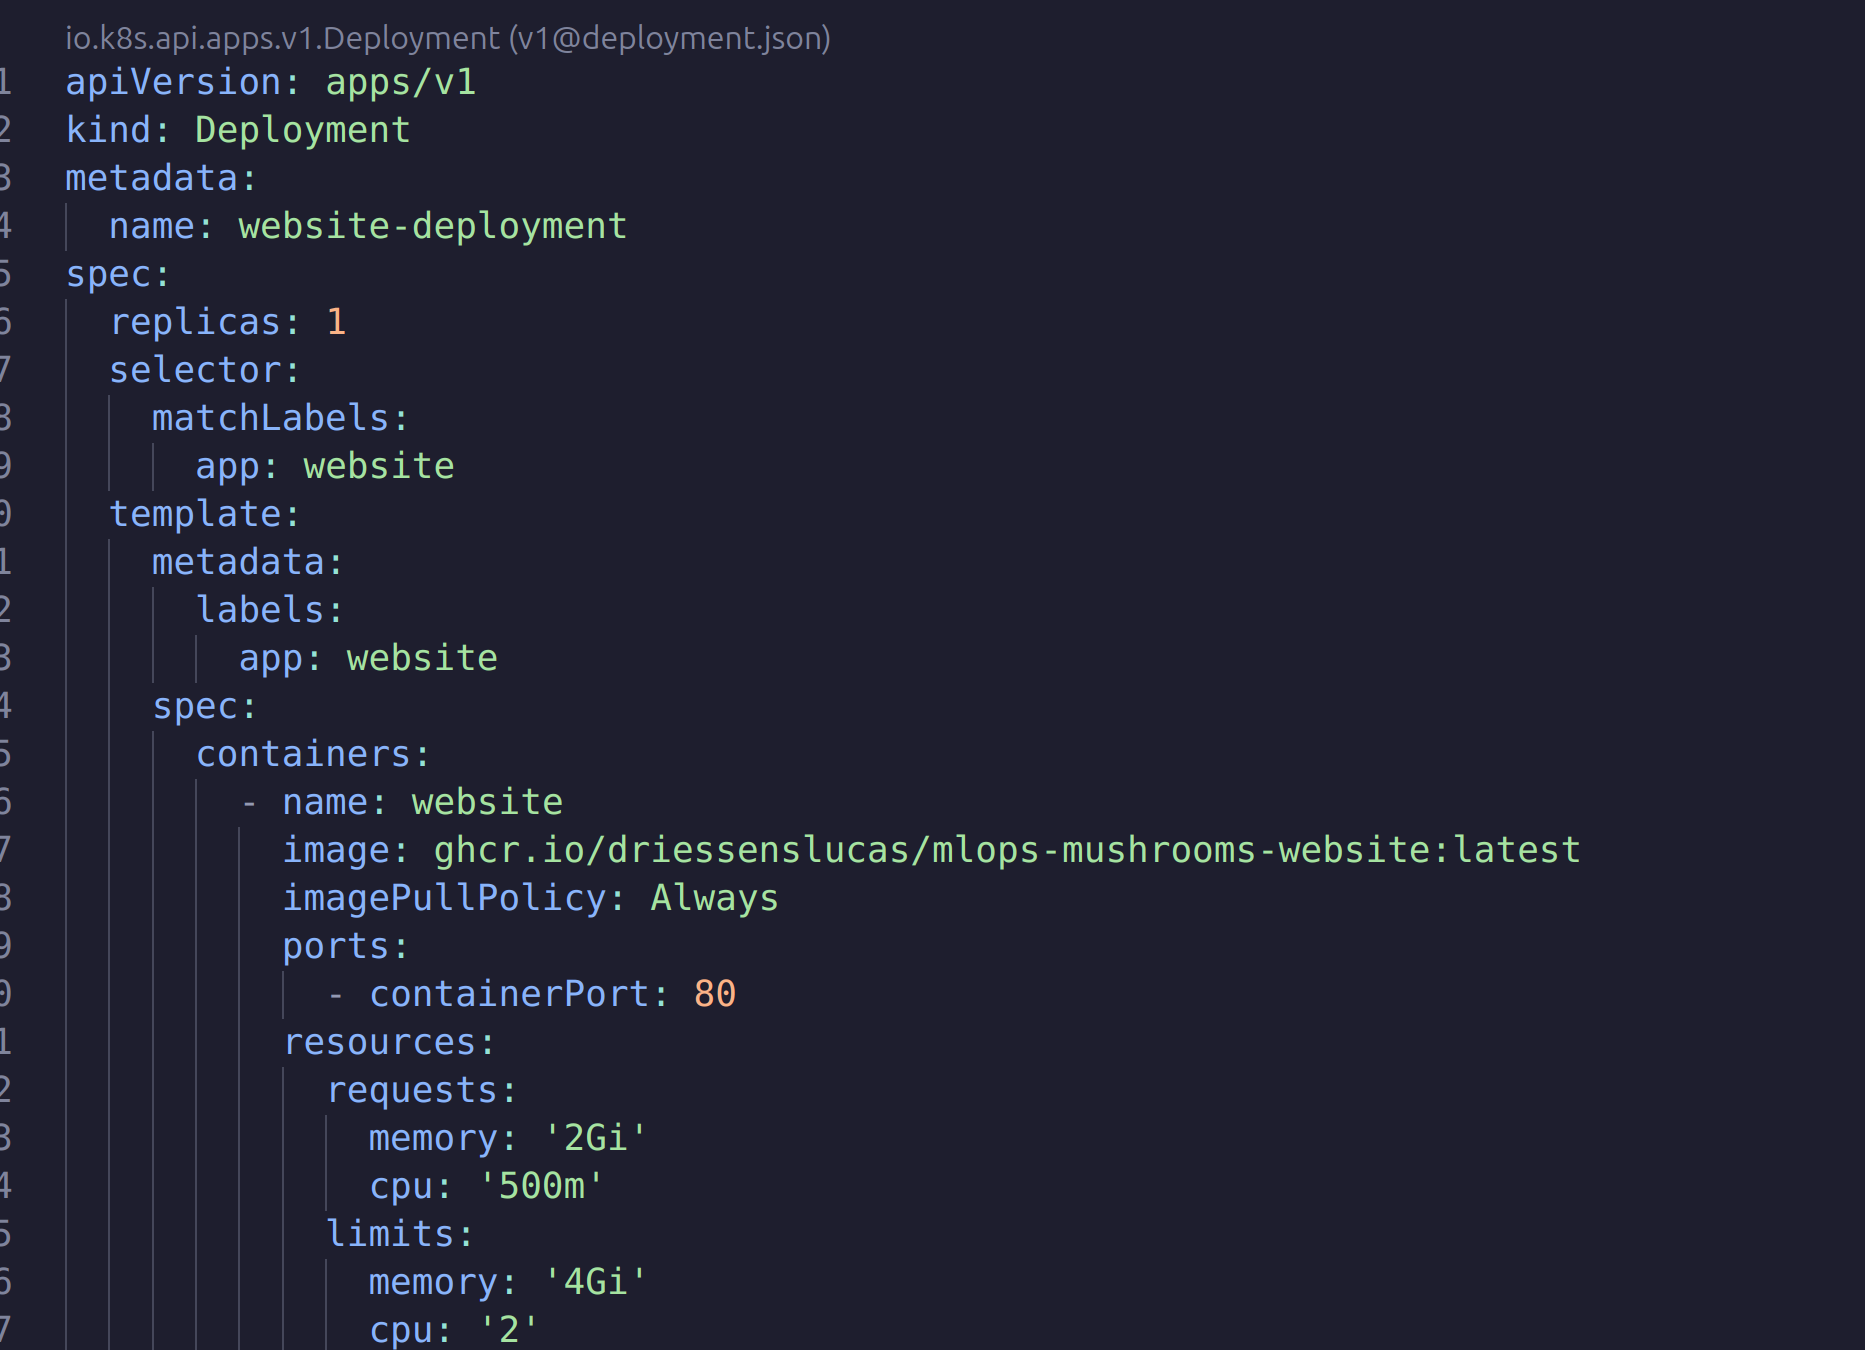 io.k8s.api.apps.v1.Deployment (v1@deployment.json)
1 apiVersion: apps/v1
2 kind: Deployment
3 metadata:
4   name: website-deployment
5 spec:
6   replicas: 1
7   selector:
8     matchLabels:
9       app: website
0   template:
1     metadata:
2       labels:
3         app: website
4     spec:
5       containers:
6         - name: website
7           image: ghcr.io/driessenslucas/mlops-mushrooms-website:latest
8           imagePullPolicy: Always
9           ports:
0             - containerPort: 80
1           resources:
2             requests:
3               memory: '2Gi'
4               cpu: '500m'
5             limits:
6               memory: '4Gi'
7               cpu: '2'